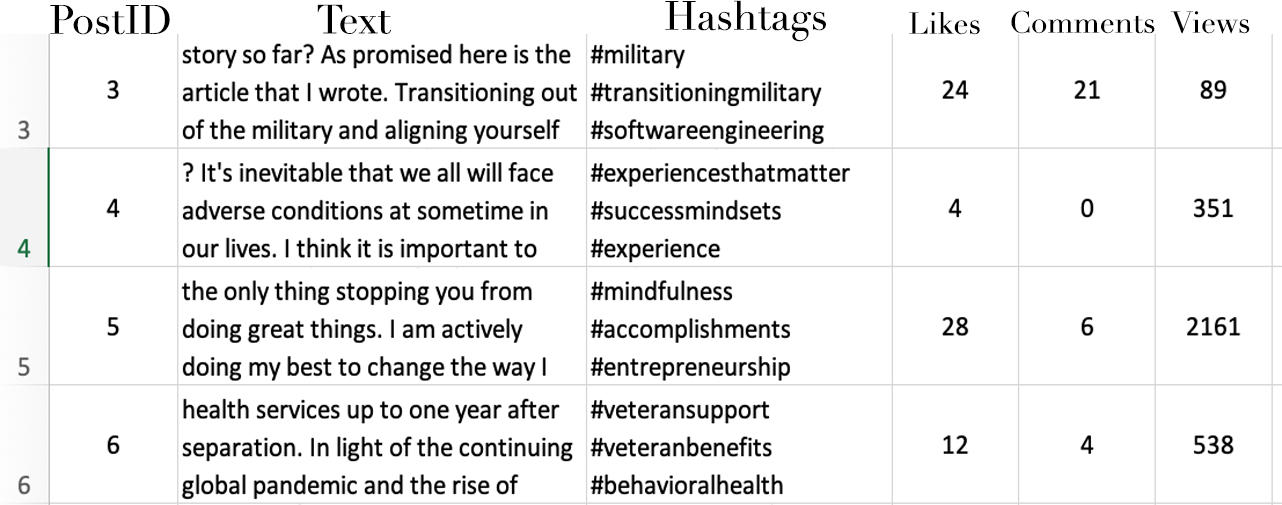 PostID Text Hashtags Likes Comments Views
3 3 story so far? As promised here is the article that I wrote. Transitioning out of the military and aligning yourself #military #transitioningmilitary #softwareengineering 24 21 89
4 4 ? It's inevitable that we all will face adverse conditions at sometime in our lives. I think it is important to #experiencesthatmatter #successmindsets #experience 4 0 351
5 5 the only thing stopping you from doing great things. I am actively doing my best to change the way I #mindfulness #accomplishments #entrepreneurship 28 6 2161
6 6 health services up to one year after separation. In light of the continuing global pandemic and the rise of #veteransupport #veteranbenefits #behavioralhealth 12 4 538